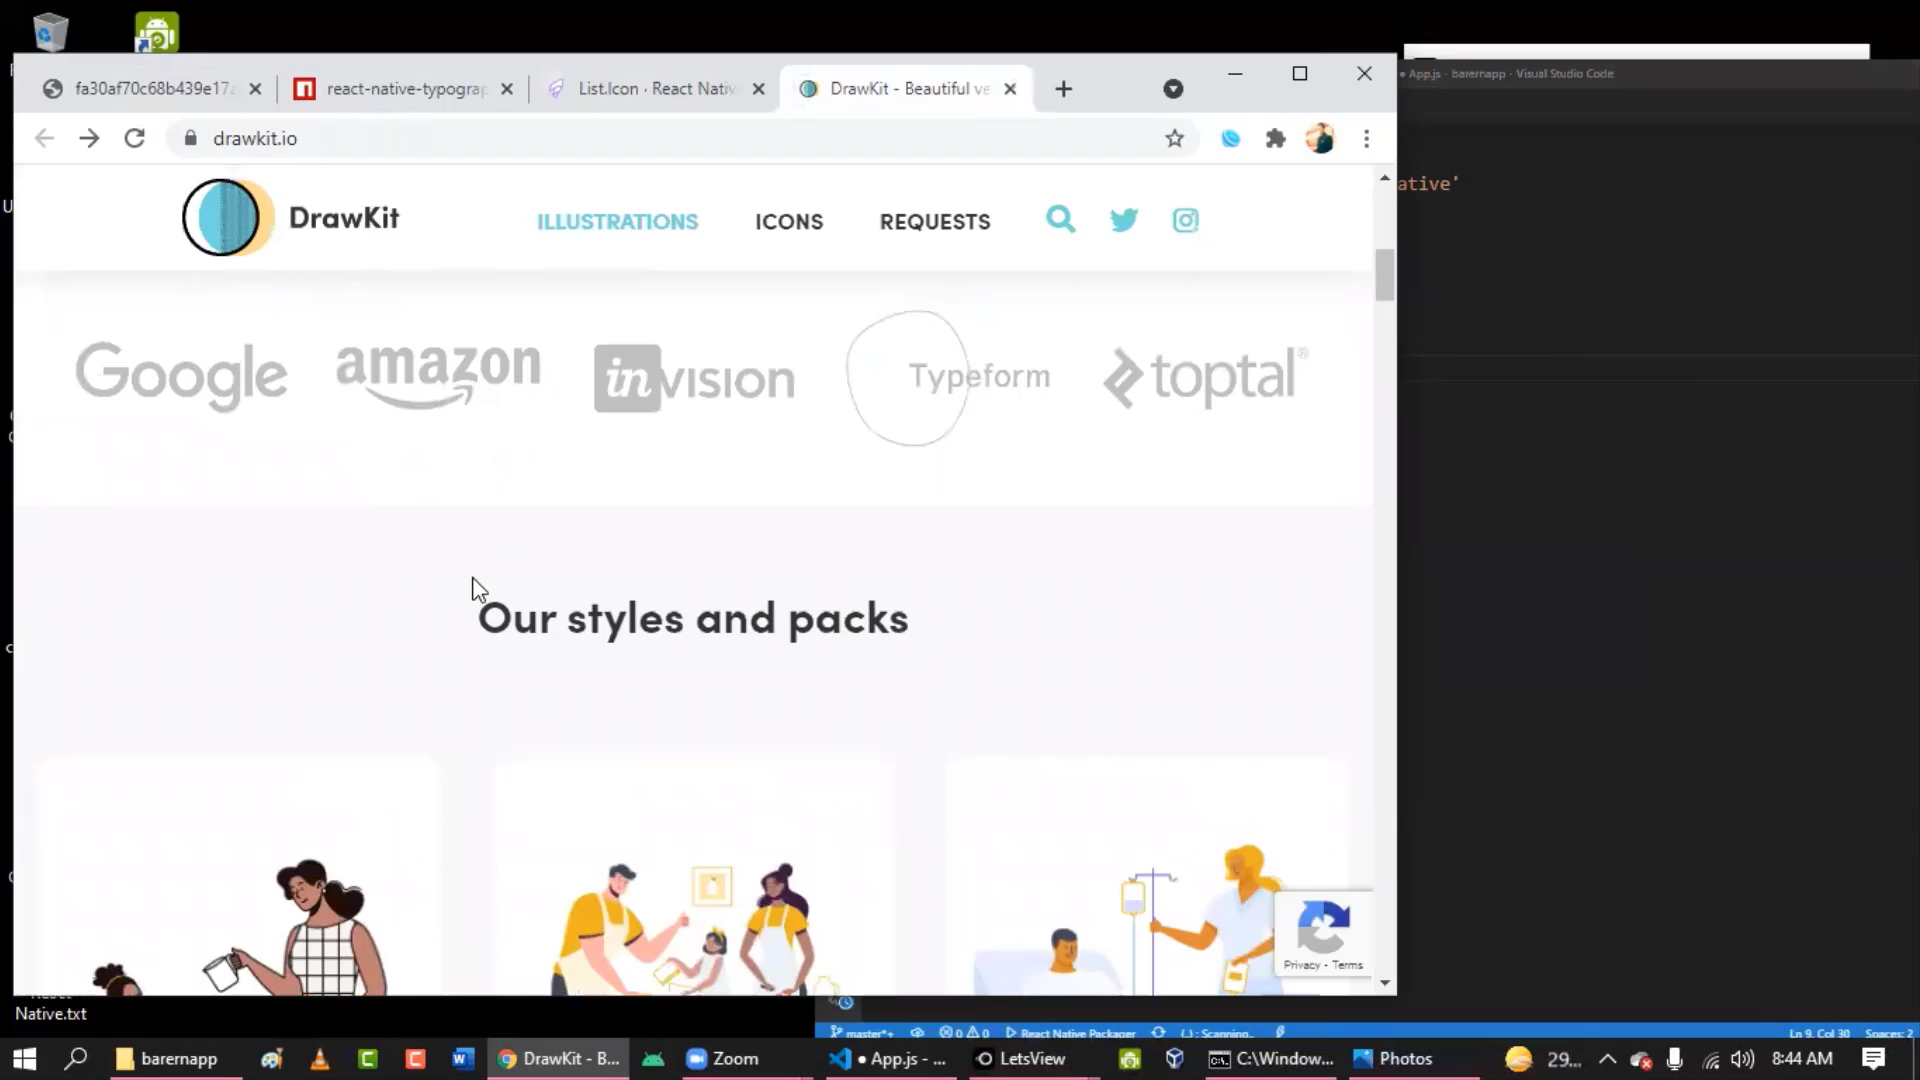 fa30af70c68b439e17
react-native-typograp
List.Icon · React Nativ
DrawKit - Beautiful ve
App.js - barernapp - Visual Studio Code
drawkit.io
ative'
DrawKit
ILLUSTRATIONS
ICONS
REQUESTS
Google
amazon
invision
Typeform
toptal®
Our styles and packs
Privacy - Terms
Native.txt
master*+
0
0
React Native Packager
Scanning..
Ln 9, Col 30
Spaces: 2
barernapp
DrawKit - B...
Zoom
• App.js - ...
LetsView
C:\Window...
Photos
29...
8:44 AM